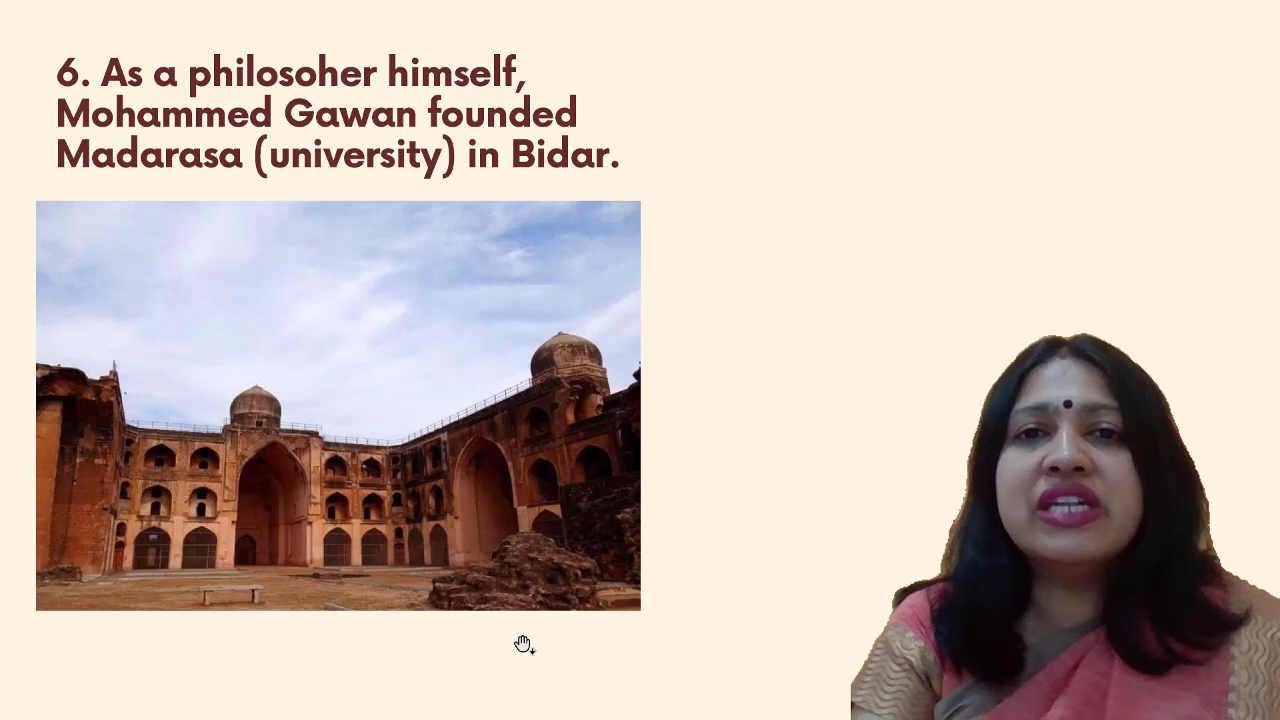 6. As a philosoher himself,
Mohammed Gawan founded
Madarasa (university) in Bidar.